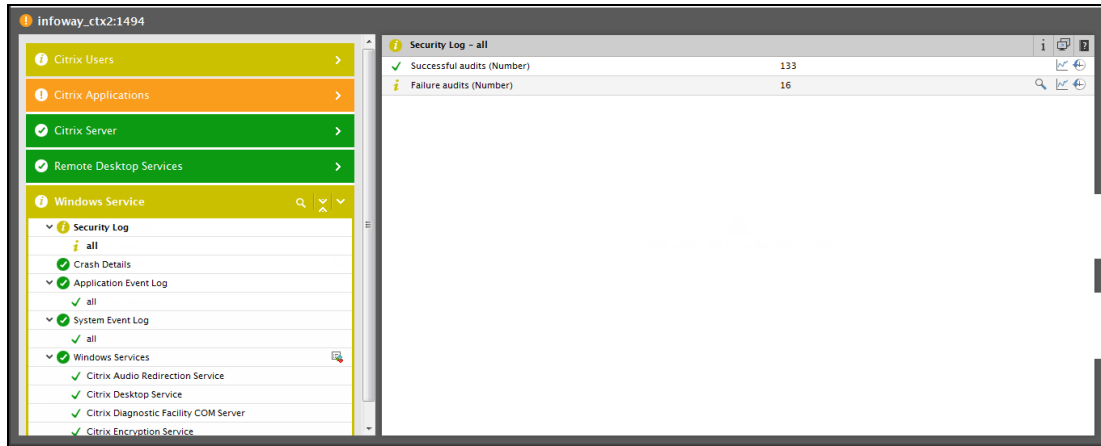 infoway_ctx2:1494
Citrix Users
Citrix Applications
Citrix Server
Remote Desktop Services
Windows Service
Security Log
all
Crash Details
Application Event Log
all
System Event Log
all
Windows Services
Citrix Audio Redirection Service
Citrix Desktop Service
Citrix Diagnostic Facility COM Server
Citrix Encryption Service
Security Log - all
Successful audits (Number) 133
Failure audits (Number) 16